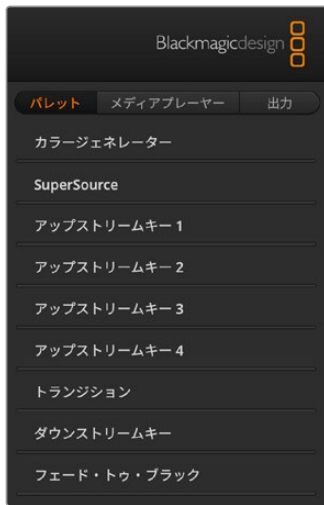 Blackmagicdesign
パレット メディアプレーヤー 出力
カラージェネレーター
SuperSource
アップストリームキー 1
アップストリームキー 2
アップストリームキー 3
アップストリームキー 4
トランジション
ダウンストリームキー
フェード・トゥ・ブラック